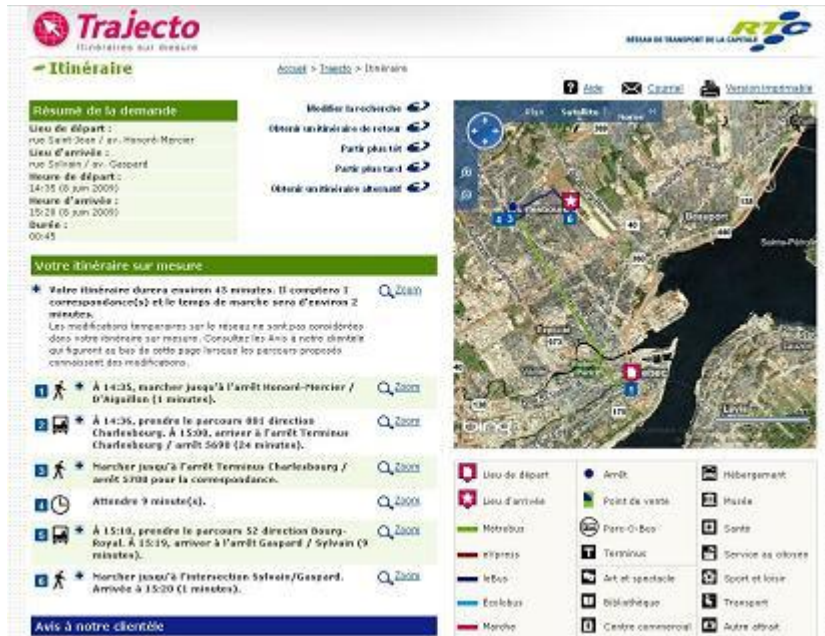 Trajecto
itinéraires sur mesure
RTC
RÉSEAU DE TRANSPORT DE LA CAPITALE
Itinéraire
Accueil > Trajecto > Itinéraire
Aide
Courriel
Version imprimable
Résumé de la demande
Lieu de départ :
rue Saint-Jean / av. Honoré-Mercier
Lieu d'arrivée :
rue Sylvain / av. Gaspard
Heure de départ :
14:35 (8 juin 2009)
Heure d'arrivée :
15:20 (8 juin 2009)
Durée :
00:45
Modifier la recherche
Obtenir un itinéraire de retour
Partir plus tôt
Partir plus tard
Obtenir un itinéraire alternatif
Plan Satellite
Beauport
Québec
Lévis
bing
Votre itinéraire sur mesure
Votre itinéraire durera environ 45 minutes. Il comptera 1
correspondance(s) et le temps de marche sera d'environ 2
minutes.
Zoom
Les modifications temporaires sur le réseau ne sont pas considérées
dans votre itinéraire sur mesure. Consultez les Avis à notre clientèle
qui figurent au bas de cette page lorsque les parcours proposés
connaissent des modifications.
1 À 14:35, marcher jusqu'à l'arrêt Honoré-Mercier /
D'Aiguillon (1 minutes).
Zoom
2 À 14:36, prendre le parcours 801 direction
Charlesbourg. À 15:00, arriver à l'arrêt Terminus
Charlesbourg / arrêt 5698 (24 minutes).
Zoom
3 Marcher jusqu'à l'arrêt Terminus Charlesbourg /
arrêt 5700 pour la correspondance.
Zoom
4 Attendre 9 minute(s).
Zoom
5 À 15:10, prendre le parcours 52 direction Bourg-
Royal. À 15:19, arriver à l'arrêt Gaspard / Sylvain (9
minutes).
Zoom
6 Marcher jusqu'à l'intersection Sylvain/Gaspard.
Arrivée à 15:20 (1 minutes).
Zoom
Avis à notre clientèle
Lieu de départ
Lieu d'arrivée
Métrobus
eXpress
leBus
Écolobus
Marche
Arrêt
Point de vente
Parc-O-Bus
Terminus
Art et spectacle
Bibliothèque
Centre commercial
Hébergement
Musée
Santé
Service au citoyen
Sport et loisir
Transport
Autre attrait